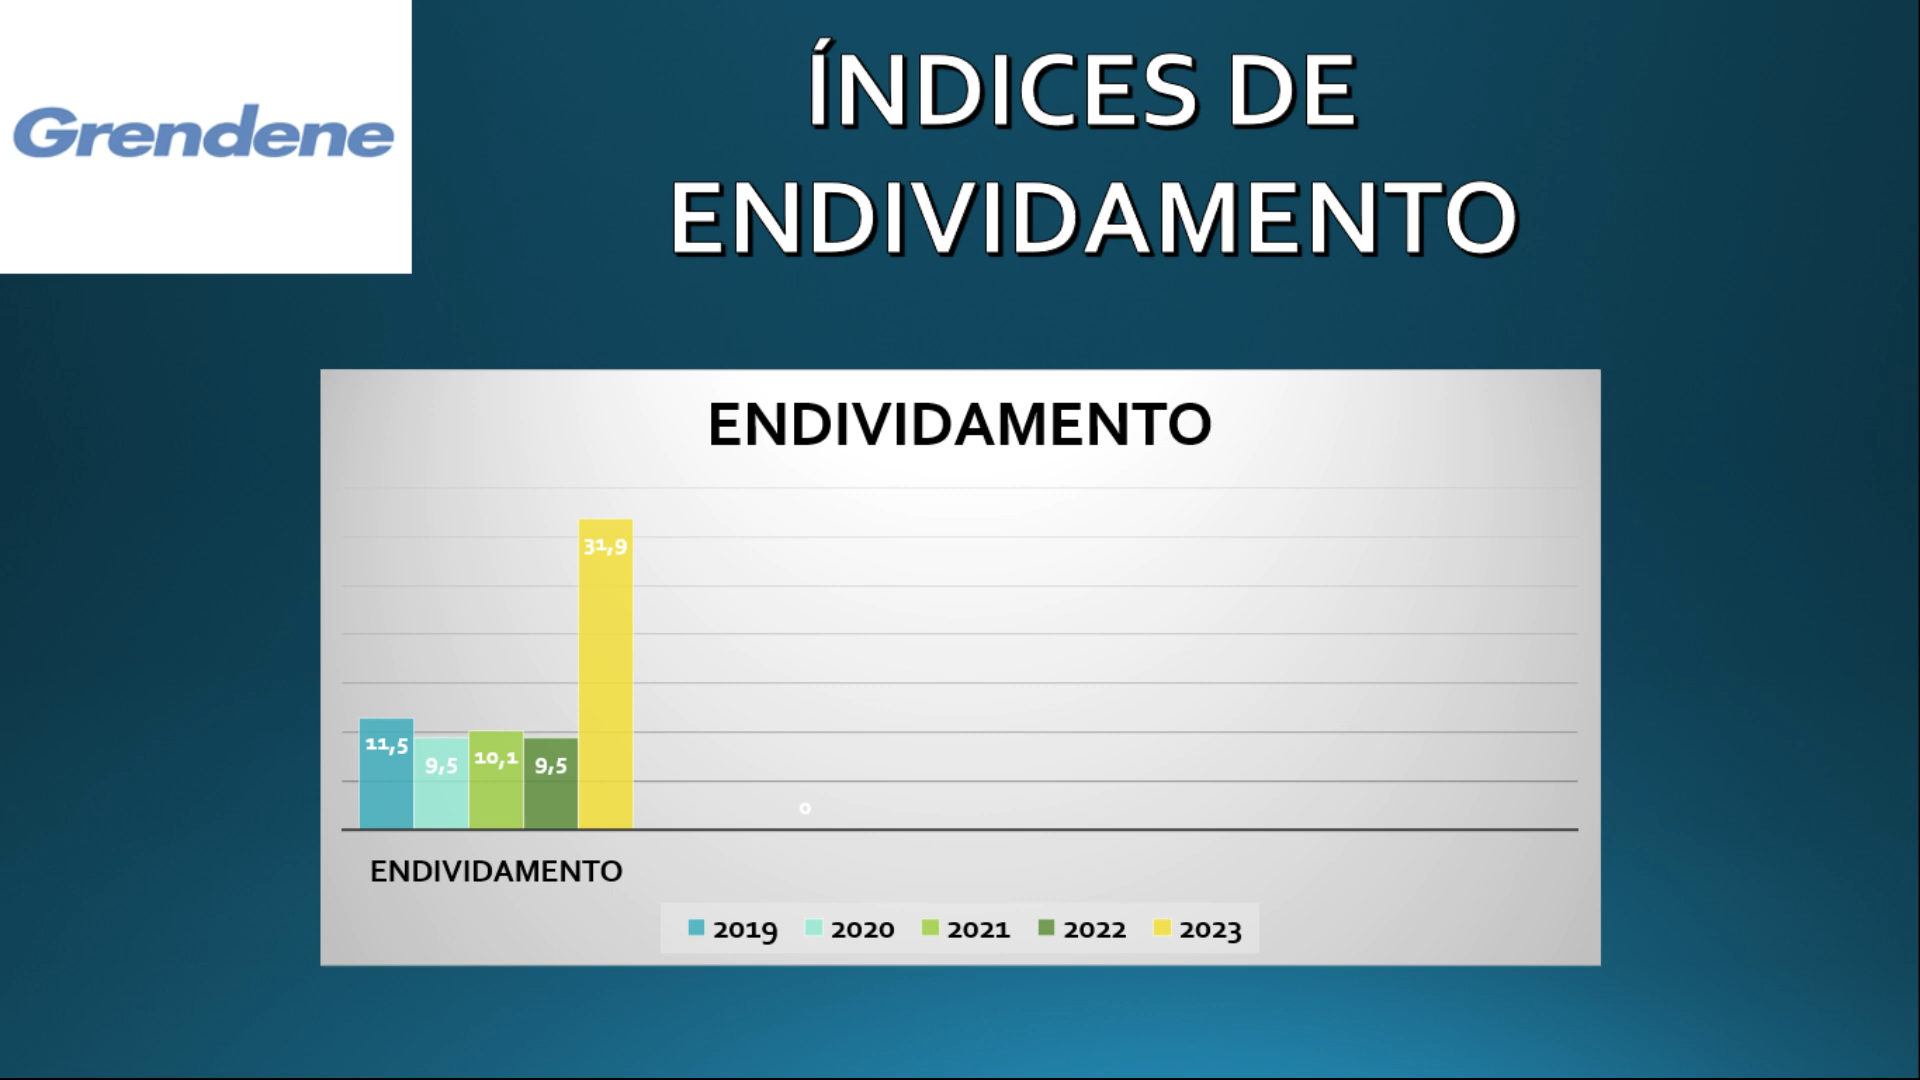 Grendene
ÍNDICES DE
ENDIVIDAMENTO
ENDIVIDAMENTO
31,9
11,5
9,5
10,1
9,5
0
ENDIVIDAMENTO
2019 2020 2021 2022 2023